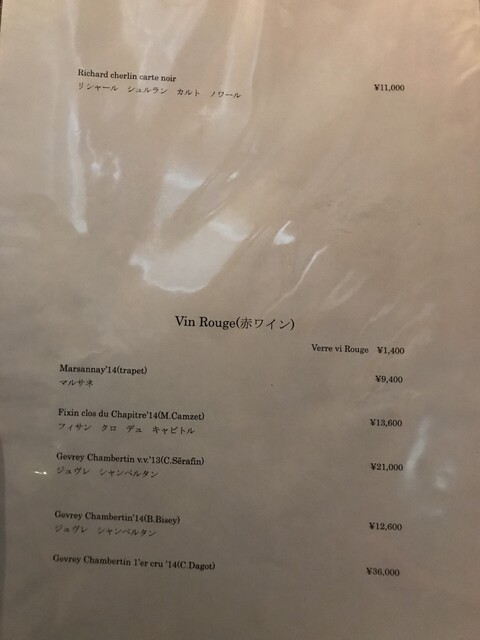 Richard cherlin carte noir
リシャール　シュルラン　カルト　ノワール
¥11,000
Vin Rouge(赤ワイン)
Verre vi Rouge ¥1,400
Marsannay'14(trapet)
マルサネ
¥9,400
Fixin clos du Chapitre'14(M.Camzet)
フィサン　クロ　デュ　キャピトル
¥13,600
Gevrey Chambertin v.v.'13(C.Sērafin)
ジュヴレ　シャンベルタン
¥21,000
Gevrey Chambertin'14(B.Bisey)
ジュヴレ　シャンベルタン
¥12,600
Gevrey Chambertin 1'er cru '14(C.Dagot)
¥36,000